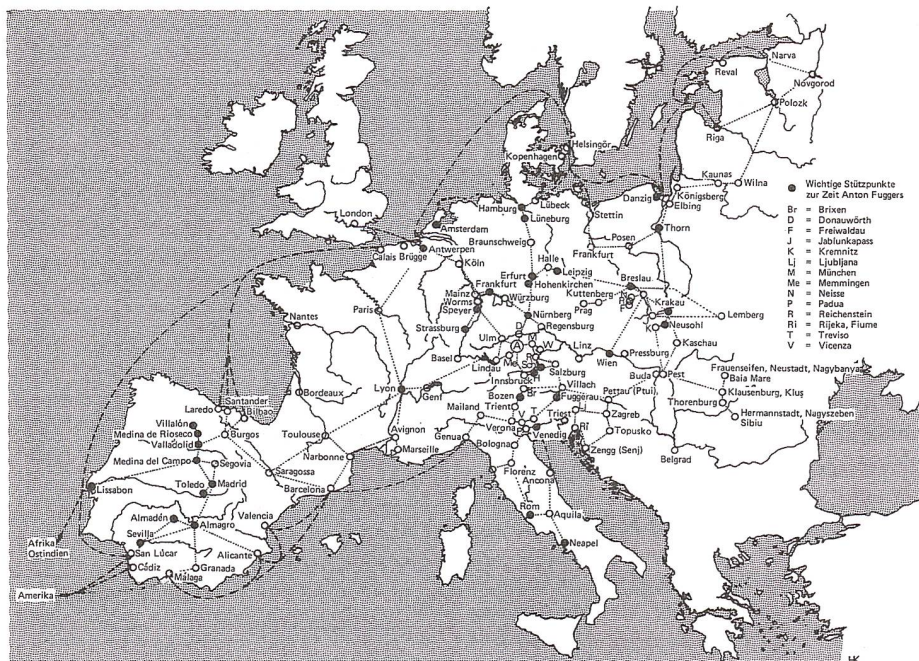 Narva
Reval
Novgorod
Polozk
Riga
Helsingör
Kopenhagen
Kaunas
Wilna
Königsberg
Elbing
Danzig
Lübeck
Hamburg
Lüneburg
Stettin
Thorn
London
Amsterdam
Braunschweig
Posen
Frankfurt
Calais
Brügge
Antwerpen
Köln
Halle
Leipzig
Erfurt
Hohenkirchen
Breslau
Mainz
Frankfurt
Worms
Speyer
Würzburg
Kuttenberg
Prag
Krakau
Lemberg
Nantes
Paris
Nürnberg
Regensburg
Neusohl
Strassburg
Ulm
Linz
Kaschau
Basel
Lindau
Wien
Pressburg
Salzburg
Frauenseifen, Neustadt, Nagybanya
Baia Mare
Buda
Pest
Innsbruck
Villach
Klausenburg, Kluş
Thorenburg
Lyon
Genf
Bozen
Br
Fuggerau
Pettau (Ptui)
Hermannstadt, Nagyszeben
Sibiu
Bordeaux
Mailand
Trient
Triest
Zagreb
Santander
Laredo
Bilbao
Verona
Venedig
Topusko
Villalón
Medina de Rioseco
Valladolid
Burgos
Toulouse
Avignon
Genua
Bologna
Zengg (Senj)
Belgrad
Marseille
Narbonne
Medina del Campo
Segovia
Saragossa
Florenz
Ancona
Lissabon
Toledo
Madrid
Barcelona
Rom
Aquila
Valencia
Almadén
Almagro
Sevilla
Neapel
Afrika
Ostindien
San Lúcar
Alicante
Cádiz
Granada
Málaga
Amerika
Wichtige Stützpunkte
zur Zeit Anton Fuggers
Br = Brixen
D = Donauwörth
F = Freiwaldau
J = Jablunkapass
K = Kremnitz
Lj = Ljubljana
M = München
Me = Memmingen
N = Neisse
P = Padua
R = Reichenstein
Ri = Rijeka, Fiume
T = Treviso
V = Vicenza
HK